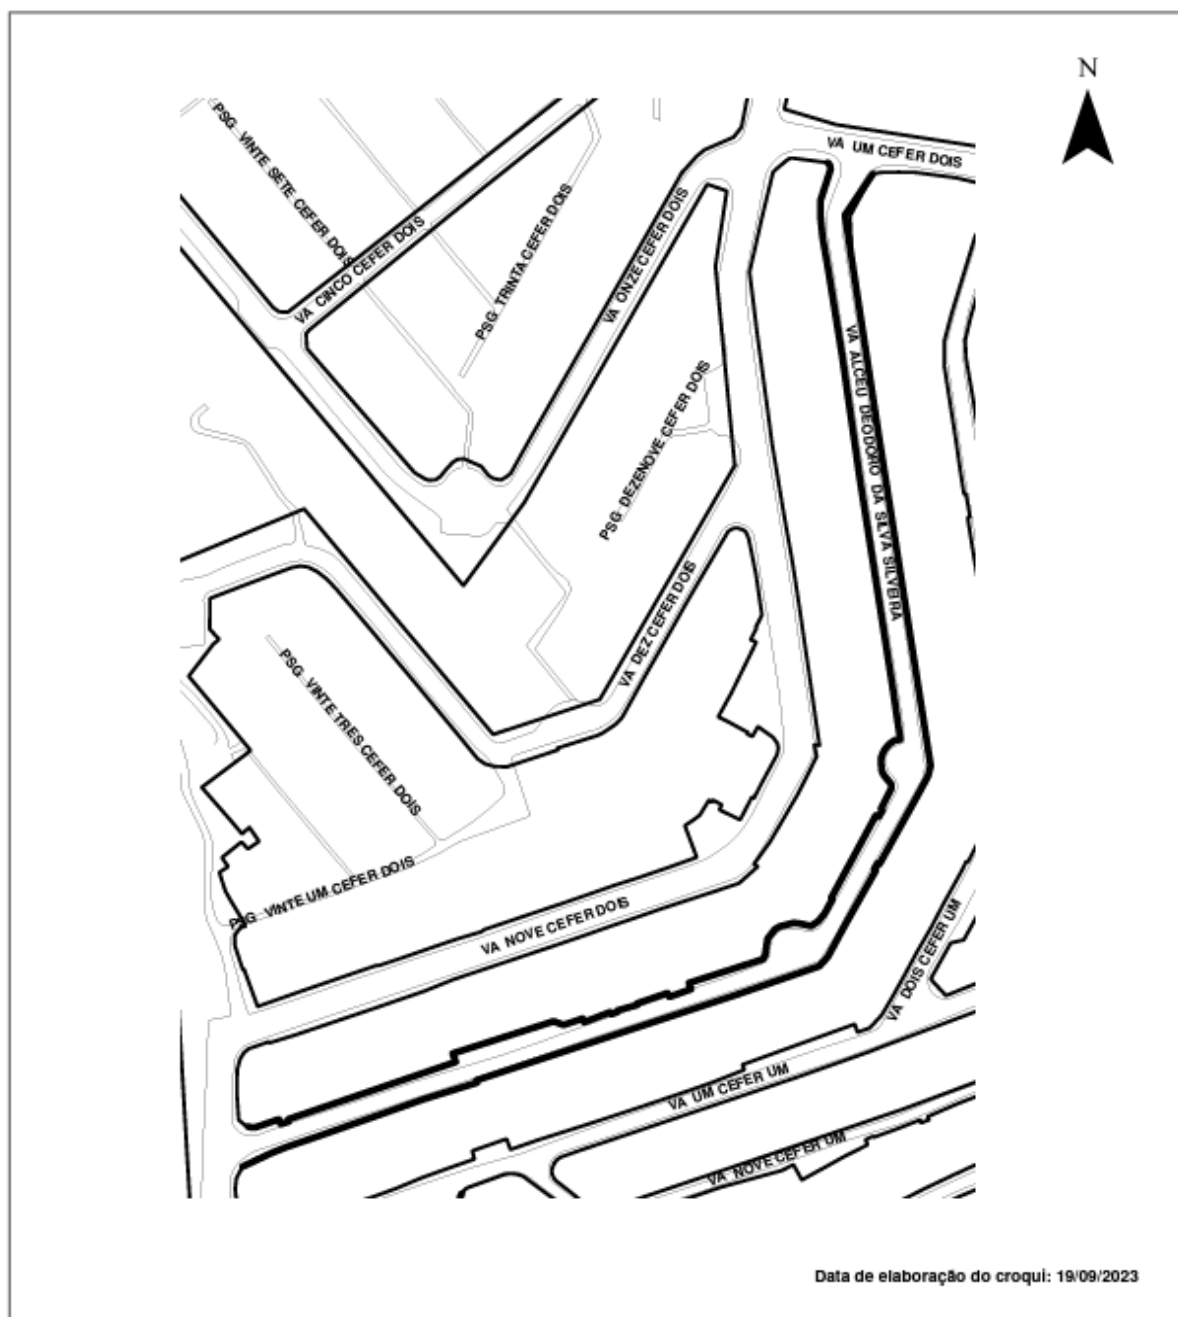 N
VA UM CEFER DOIS
PSG VINTE SETE CEFER DOIS
VA CINCO CEFER DOIS
PSG TRINTA CEFER DOIS
VA ONZE CEFER DOIS
VA ALCEU DEODORO DA SILVA SILVEIRA
PSG DEZENOVE CEFER DOIS
VA DEZ CEFER DOIS
PSG VINTE TRES CEFER DOIS
PSG VINTE UM CEFER DOIS
VA NOVE CEFER DOIS
VA DOIS CEFER UM
VA UM CEFER UM
VA NOVE CEFER UM
Data de elaboração do croqui: 19/09/2023